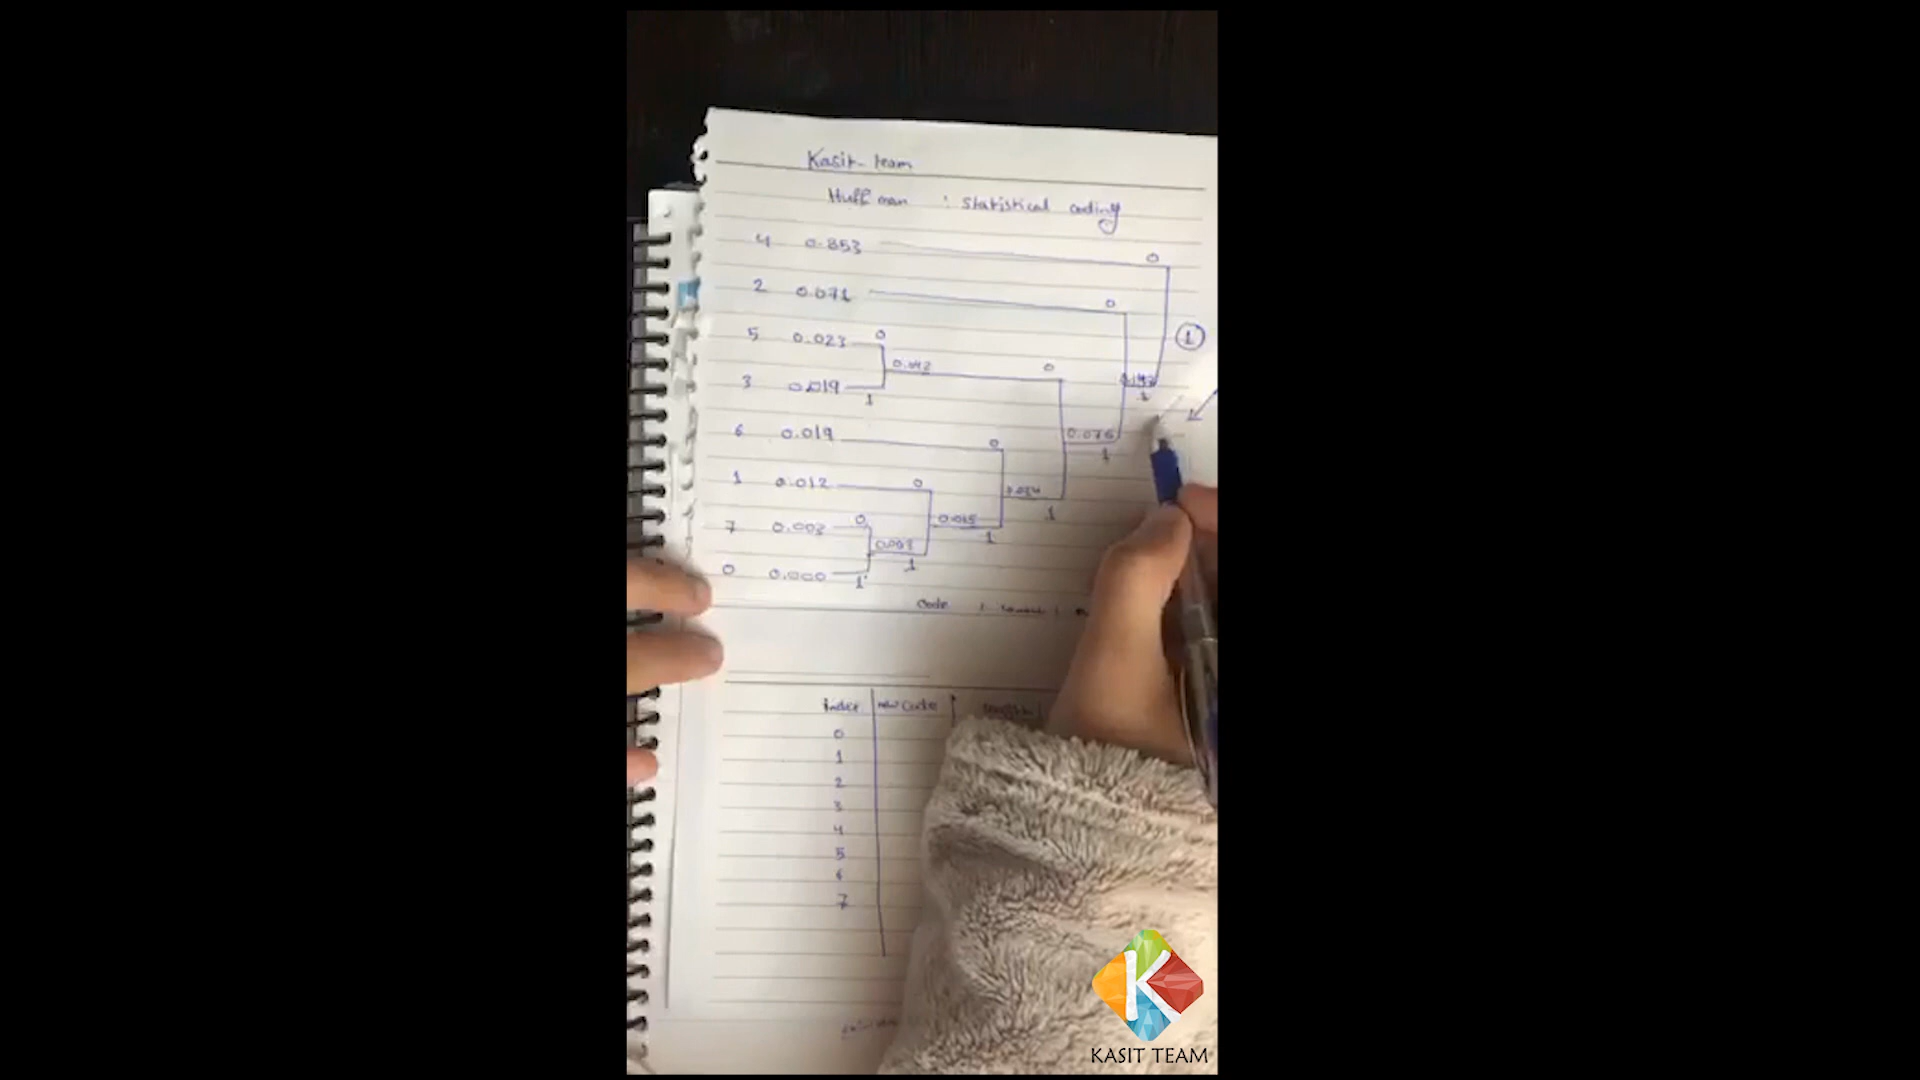 Kasit-team
Huffman : statistical coding
4 0.853 0
2 0.071 0
1
5 0.023 0
0.042 0
3 0.019 1
1
6 0.019 0
0.076
1
1 0.012 0
0.034
1
7 0.003 0
0.015
1
0.003
1
0 0.000 1
Code
Index new code length
0
1
2
3
4
5
6
7
K
KASIT TEAM